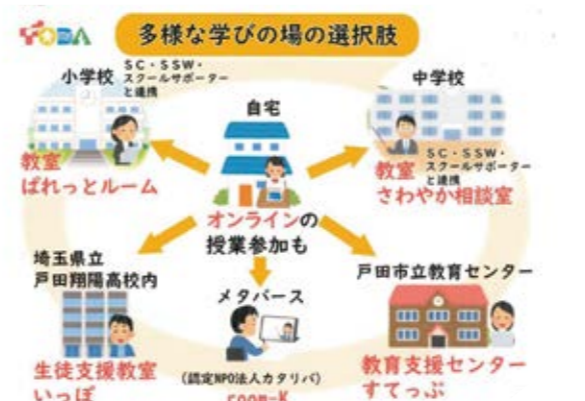 TODA
多様な学びの場の選択肢
小学校
SC・SSW・
スクールサポーター
と連携
教室
ぱれっとルーム
自宅
オンラインの
授業参加も
中学校
教室
SC・SSW・
スクールサポーター
と連携
さわやか相談室
埼玉県立
戸田翔陽高校内
生徒支援教室
いっぽ
メタバース
(認定NPO法人カタリバ)
room-K
戸田市立教育センター
教育支援センター
すてっぷ